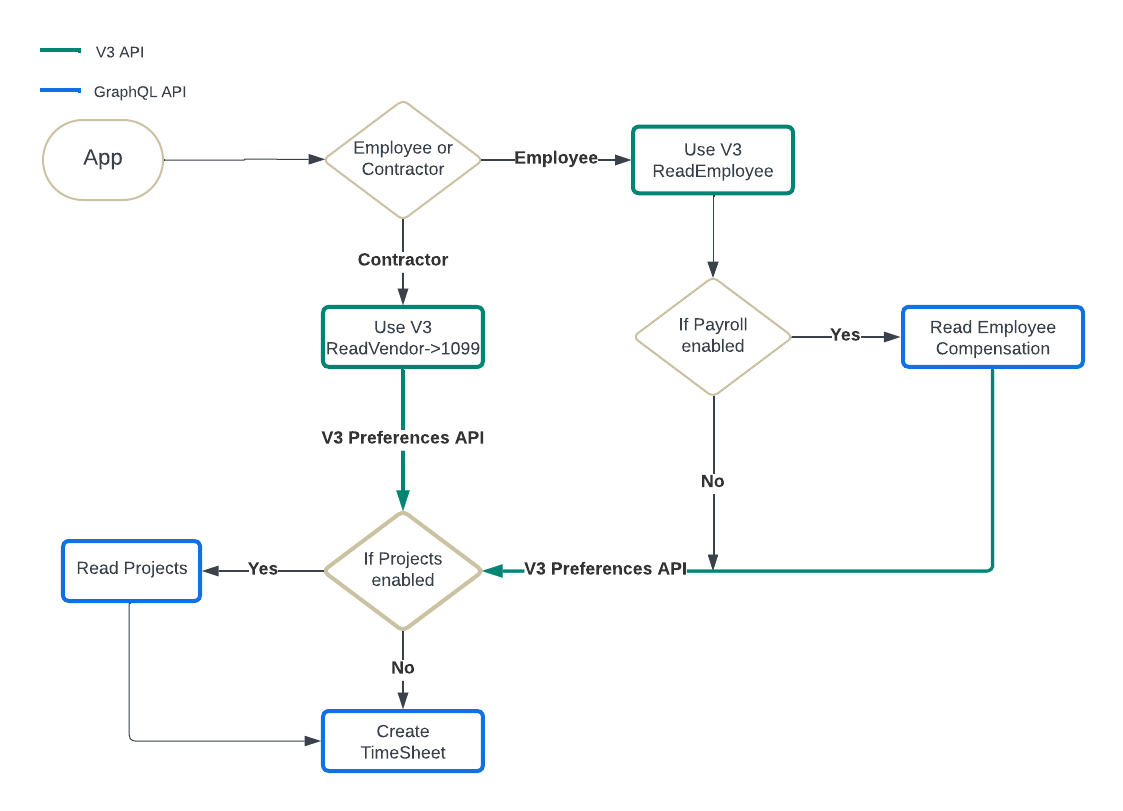 V3 API
GraphQL API
App
Employee or
Contractor
Employee
Use V3
ReadEmployee
Contractor
Use V3
ReadVendor->1099
If Payroll
enabled
Yes
Read Employee
Compensation
V3 Preferences API
No
Read Projects
Yes
If Projects
enabled
V3 Preferences API
No
Create
TimeSheet